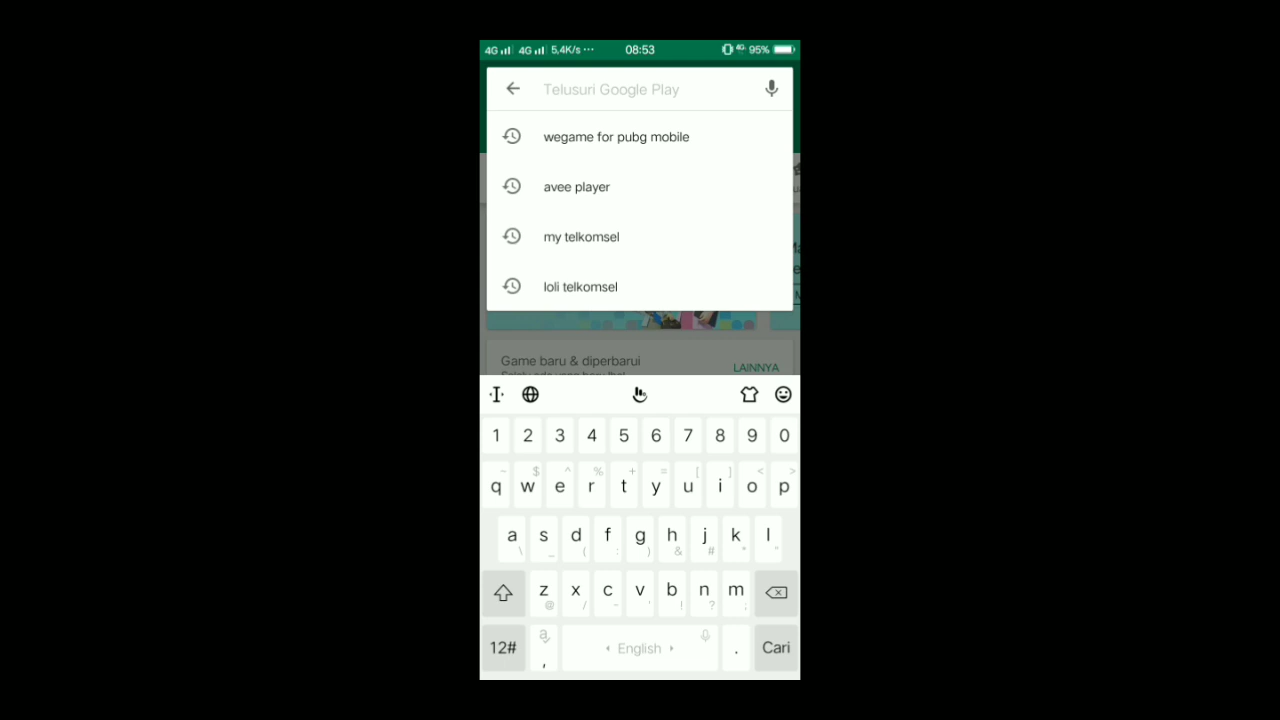 4G 4G 5,4K/s ··· 08:53 4G 95%
Telusuri Google Play
wegame for pubg mobile
avee player
my telkomsel
loli telkomsel
Game baru & diperbarui
LAINNYA
1 2 3 4 5 6 7 8 9 0
~ $ ^ % + = [ ] < >
q w e r t y u i o p
a s d f g h j k l
\ _ ( : ) & # * "
z x c v b n m
@ / - ' ! ? ;
12# a , English . Cari